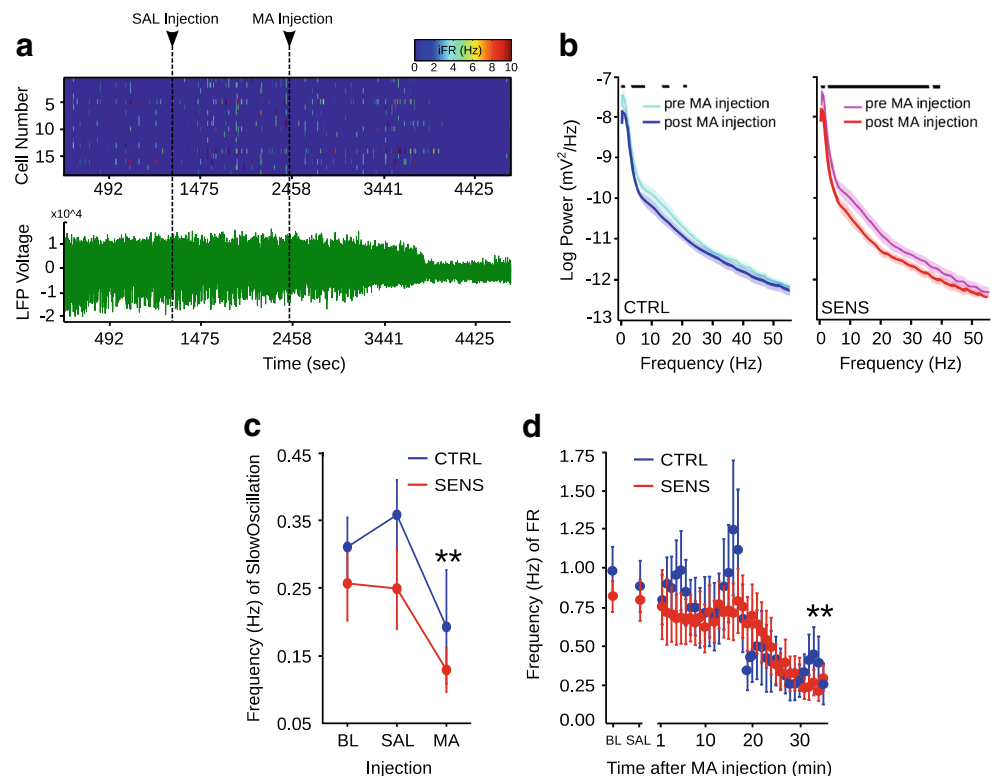 SAL Injection
MA Injection
a
iFR (Hz)
0 2 4 6 8 10
Cell Number
5
10
15
492 1475 2458 3441 4425
x10^4
LFP Voltage
1
0
-1
-2
492 1475 2458 3441 4425
Time (sec)
b
Log Power (mV²/Hz)
-7
-8
-9
-10
-11
-12
-13
pre MA injection
post MA injection
CTRL
0 10 20 30 40 50
Frequency (Hz)
pre MA injection
post MA injection
SENS
0 10 20 30 40 50
Frequency (Hz)
c
Frequency (Hz) of SlowOscillation
0.45
0.35
0.25
0.15
0.05
CTRL
SENS
**
BL SAL MA
Injection
d
Frequency (Hz) of FR
1.75
1.50
1.25
1.00
0.75
0.50
0.25
0.00
CTRL
SENS
**
BL SAL 1 10 20 30
Time after MA injection (min)